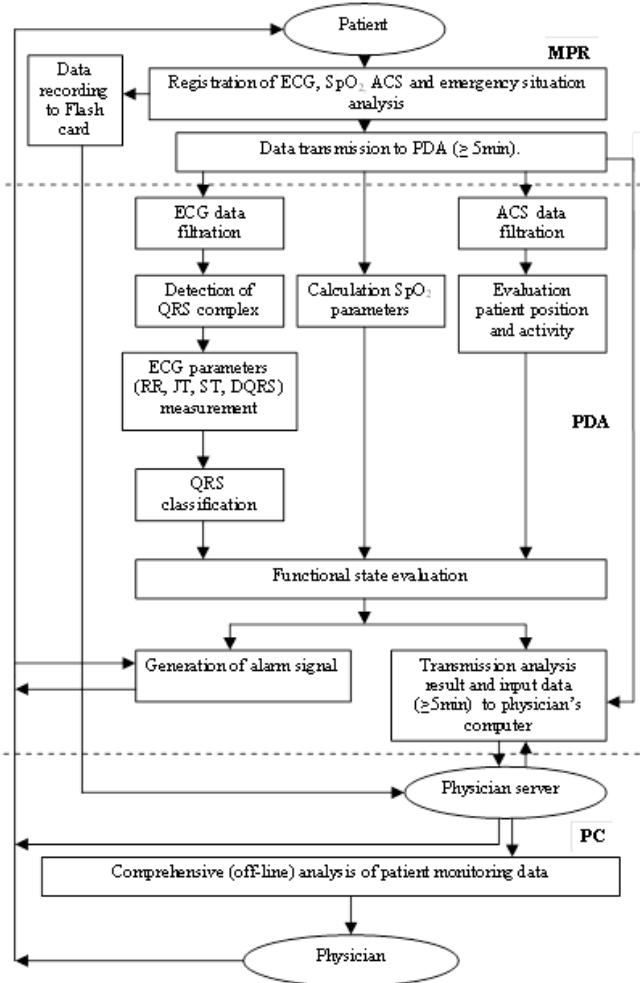 Patient
MPR
Data
recording
to Flash
card
Registration of ECG, SpO₂ ACS and emergency situation
analysis
Data transmission to PDA (≥ 5min).
ECG data
filtration
ACS data
filtration
Detection of
QRS complex
Calculation SpO₂
parameters
Evaluation
patient position
and activity
ECG parameters
(RR, JT, ST, DQRS)
measurement
PDA
QRS
classification
Functional state evaluation
Generation of alarm signal
Transmission analysis
result and input data
(≥5min) to physician's
computer
Physician server
PC
Comprehensive (off-line) analysis of patient monitoring data
Physician